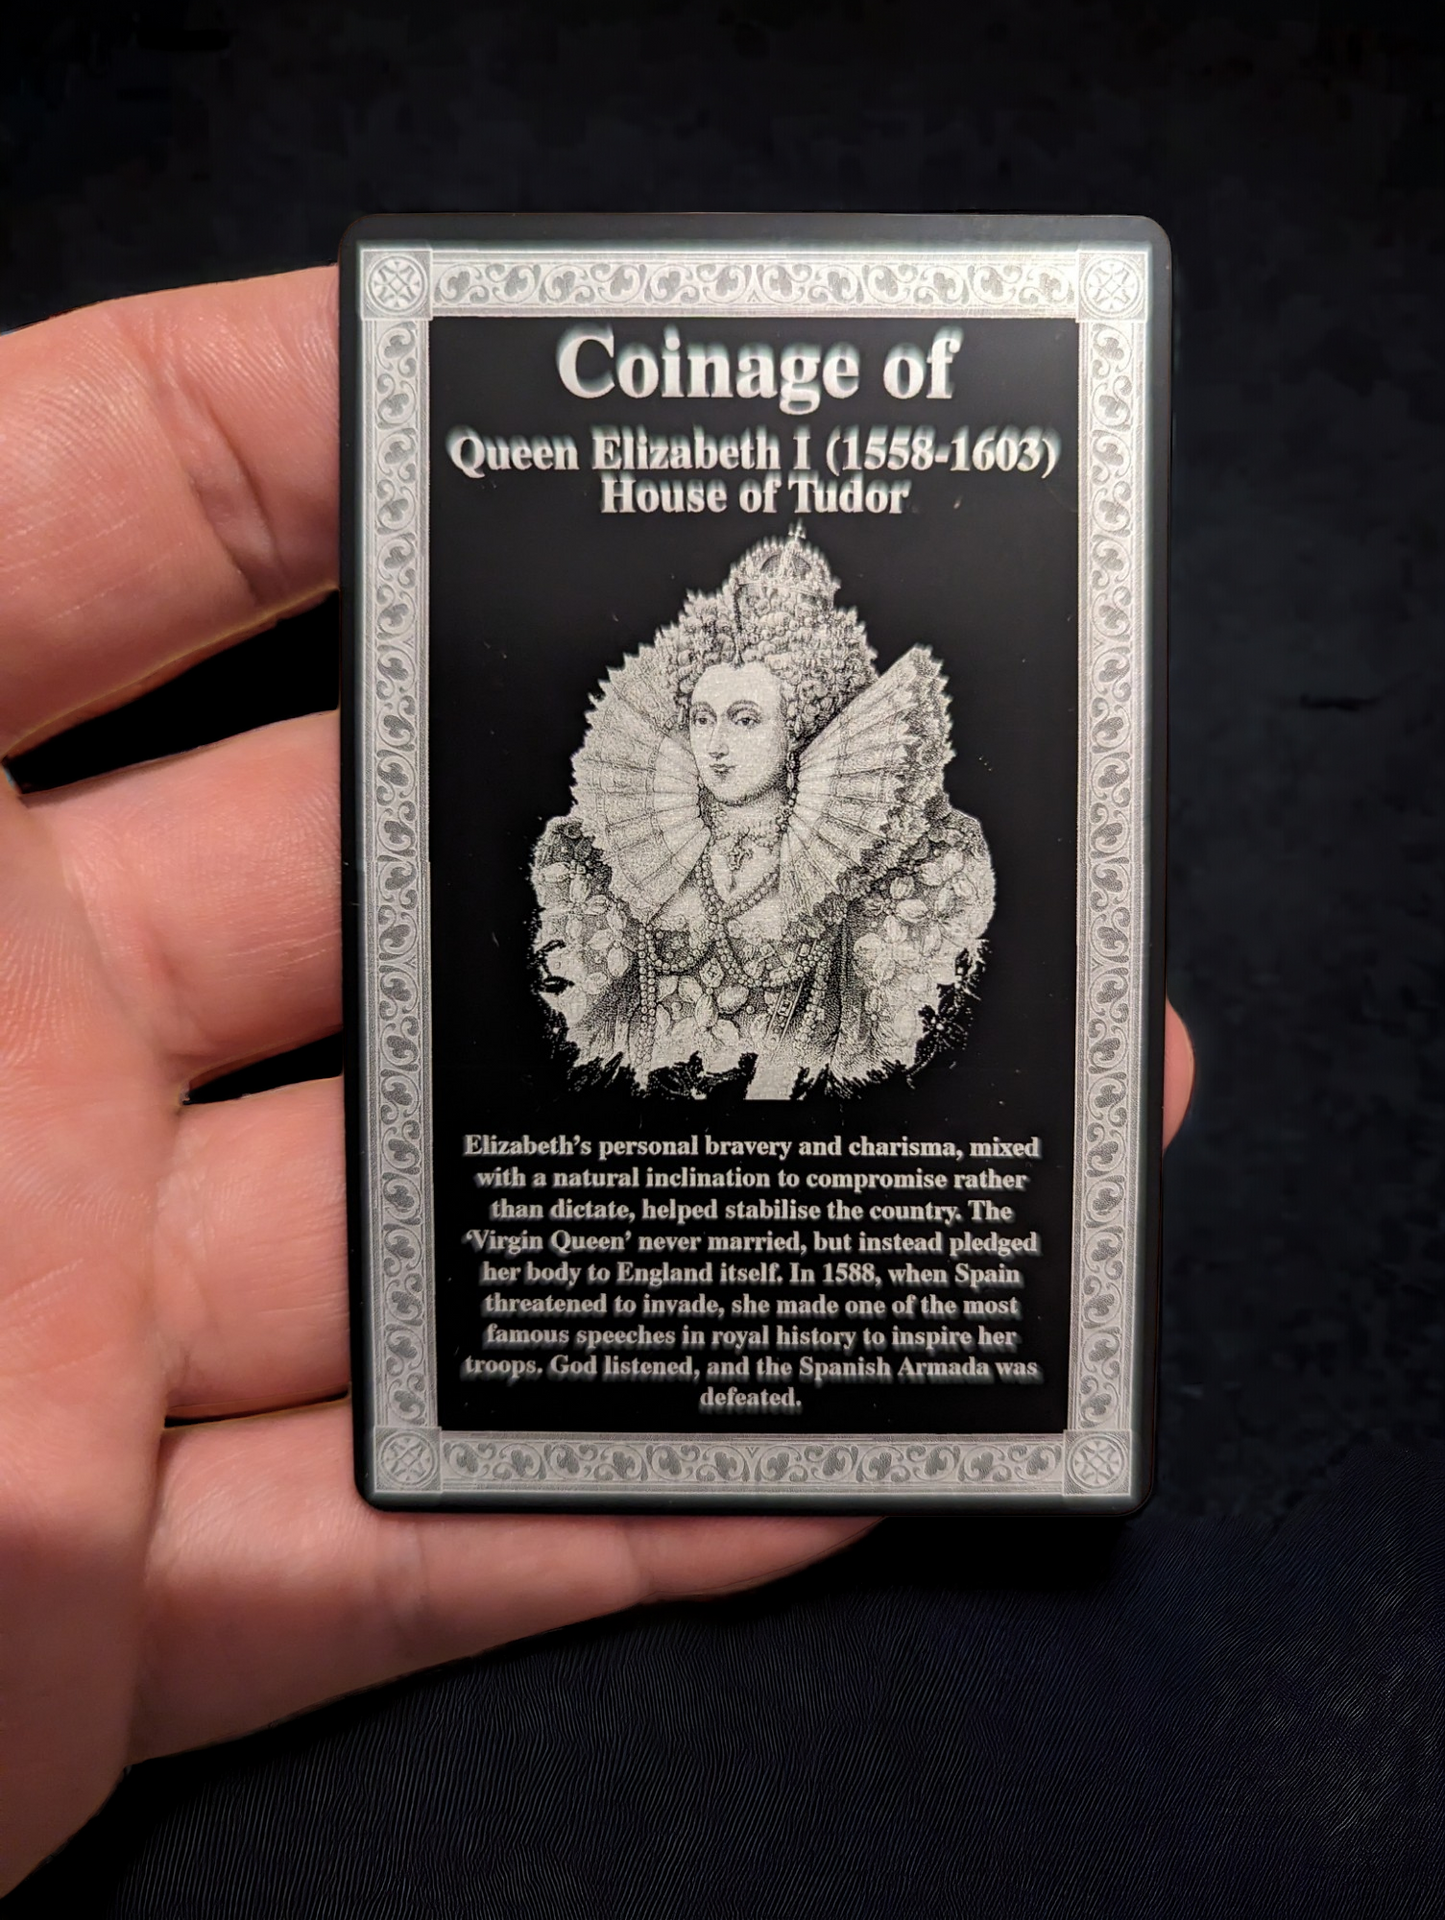 Coinage of
Queen Elizabeth I (1558-1603)
House of Tudor
Elizabeth’s personal bravery and charisma, mixed
with a natural inclination to compromise rather
than dictate, helped stabilise the country. The
‘Virgin Queen’ never married, but instead pledged
her body to England itself. In 1588, when Spain
threatened to invade, she made one of the most
famous speeches in royal history to inspire her
troops. God listened, and the Spanish Armada was
defeated.